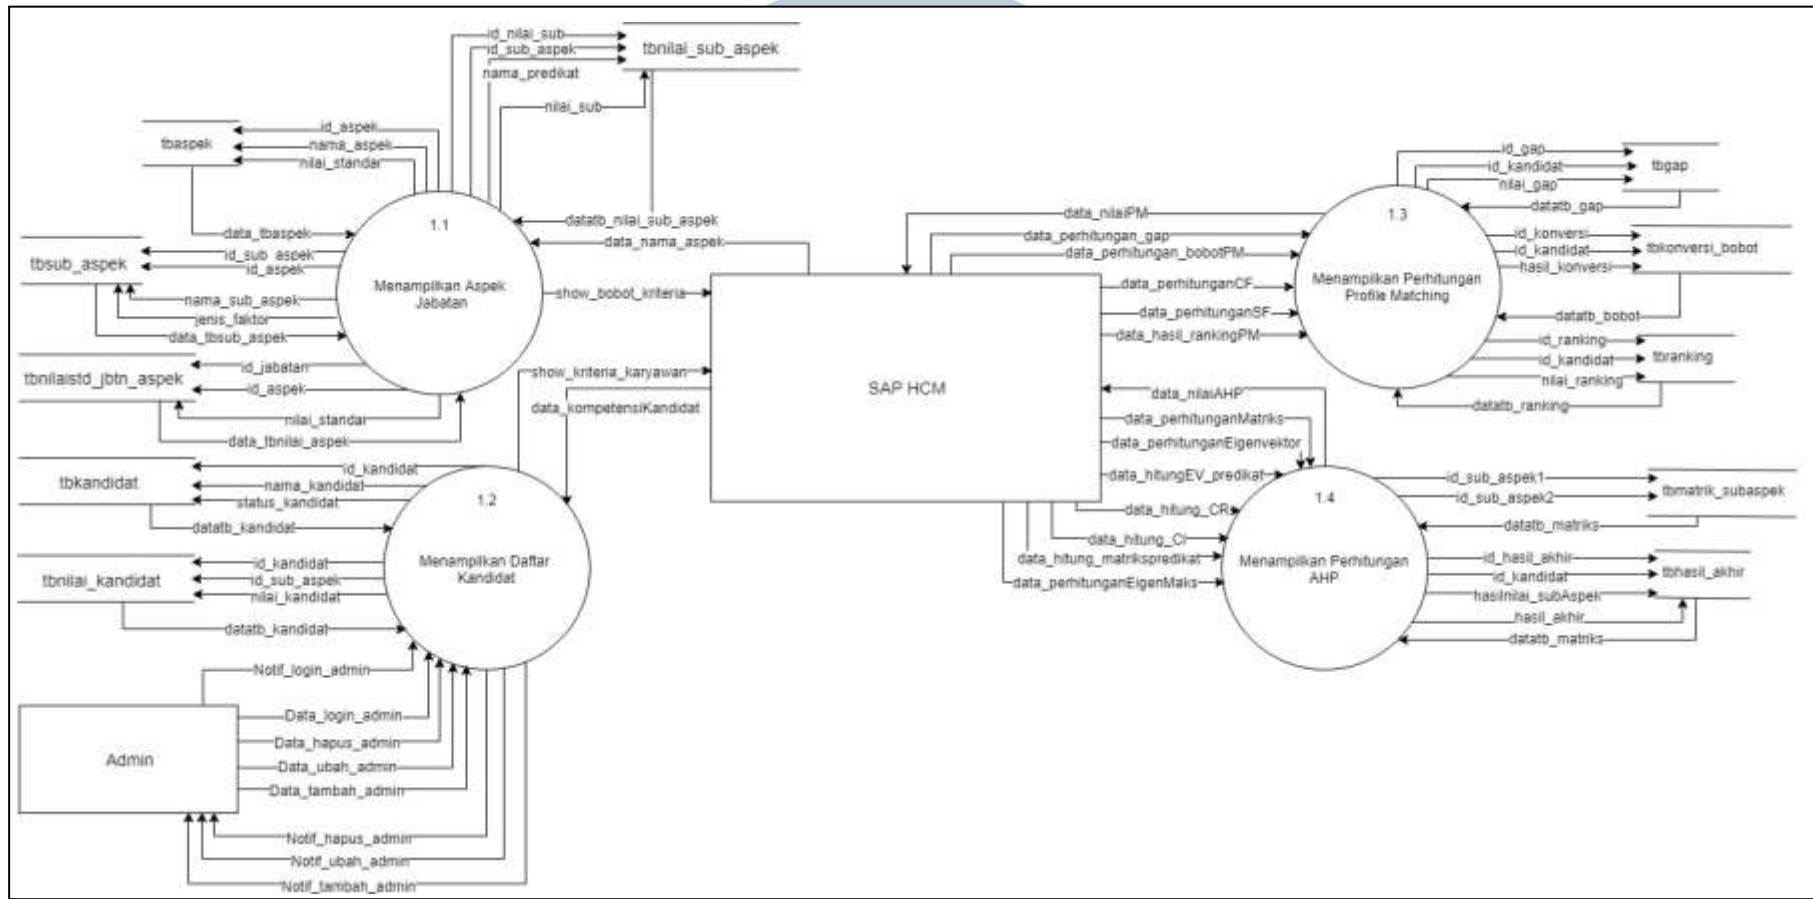 id_nilai_sub
id_sub_aspek
nama_predikat
tbnilai_sub_aspek
nilai_sub
id_aspek
nama_aspek
nilai_standar
tbaspek
data_tbaspek
datatb_nilai_sub_aspek
data_nama_aspek
1.1
Menampilkan Aspek
Jabatan
tbsub_aspek
id_sub_aspek
id_aspek
nama_sub_aspek
jenis_faktor
data_tbsub_aspek
show_bobot_kriteria
tbnilaistd_jbtn_aspek
id_jabatan
id_aspek
nilai_standar
data_tbnilai_aspek
show_kriteria_karyawan
data_kompetensiKandidat
tbkandidat
id_kandidat
nama_kandidat
status_kandidat
datatb_kandidat
1.2
Menampilkan Daftar
Kandidat
tbnilai_kandidat
id_kandidat
id_sub_aspek
nilai_kandidat
datatb_kandidat
Notif_login_admin
Admin
Data_login_admin
Data_hapus_admin
Data_ubah_admin
Data_tambah_admin
Notif_hapus_admin
Notif_ubah_admin
Notif_tambah_admin
SAP HCM
data_nilaiPM
data_perhitungan_gap
data_perhitungan_bobotPM
data_perhitunganCF
data_perhitunganSF
data_hasil_rankingPM
1.3
Menampilkan Perhitungan
Profile Matching
id_gap
id_kandidat
nilai_gap
tbgap
datatb_gap
id_konversi
id_kandidat
hasil_konversi
tbkonversi_bobot
datatb_bobot
id_ranking
id_kandidat
nilai_ranking
tbranking
datatb_ranking
data_nilaiAHP
data_perhitunganMatriks
data_perhitunganEigenvektor
data_hitungEV_predikat
data_hitung_CR
data_hitung_CI
data_hitung_matrikspredikat
data_perhitunganEigenMaks
1.4
Menampilkan Perhitungan
AHP
id_sub_aspek1
id_sub_aspek2
tbmatrik_subaspek
datatb_matriks
id_hasil_akhir
id_kandidat
hasilnilai_subAspek
tbhasil_akhir
hasil_akhir
datatb_matriks